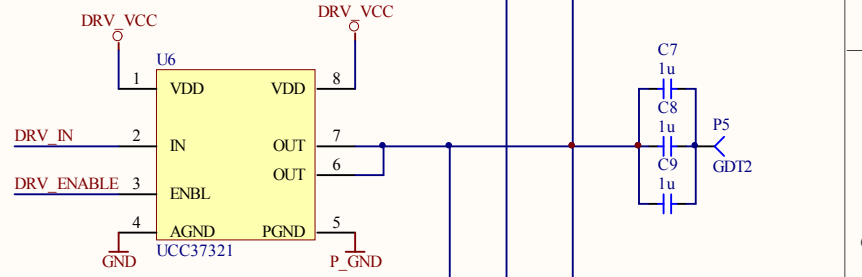 DRV_VCC
DRV_VCC
U6
C7
1u
1
VDD
VDD
8
C8
1u
P5
DRV_IN
2
IN
OUT
7
GDT2
C9
1u
OUT
6
DRV_ENABLE
3
ENBL
4
AGND
PGND
5
UCC37321
GND
P_GND